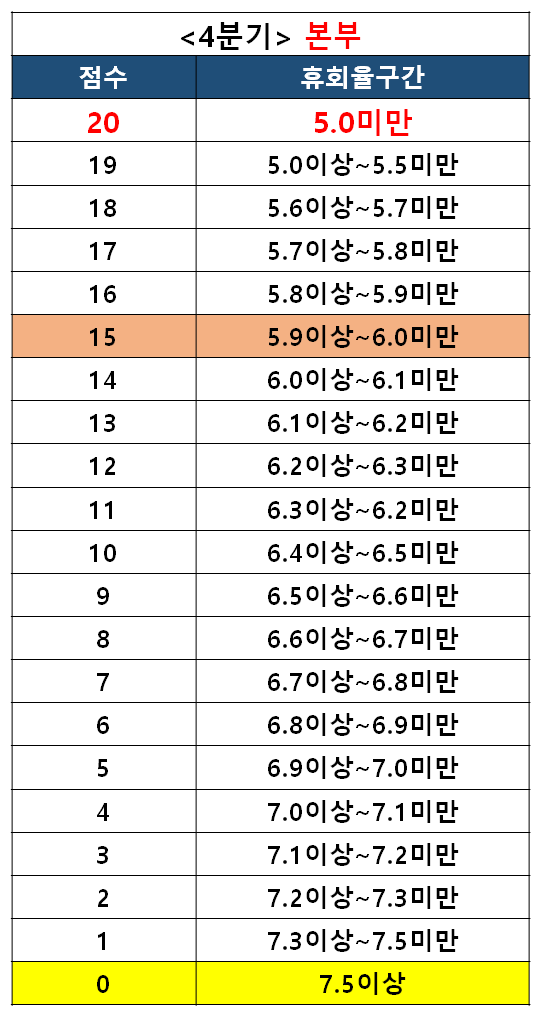 <4분기> 본부
점수 휴회율구간
20 5.0미만
19 5.0이상~5.5미만
18 5.6이상~5.7미만
17 5.7이상~5.8미만
16 5.8이상~5.9미만
15 5.9이상~6.0미만
14 6.0이상~6.1미만
13 6.1이상~6.2미만
12 6.2이상~6.3미만
11 6.3이상~6.2미만
10 6.4이상~6.5미만
9 6.5이상~6.6미만
8 6.6이상~6.7미만
7 6.7이상~6.8미만
6 6.8이상~6.9미만
5 6.9이상~7.0미만
4 7.0이상~7.1미만
3 7.1이상~7.2미만
2 7.2이상~7.3미만
1 7.3이상~7.5미만
0 7.5이상